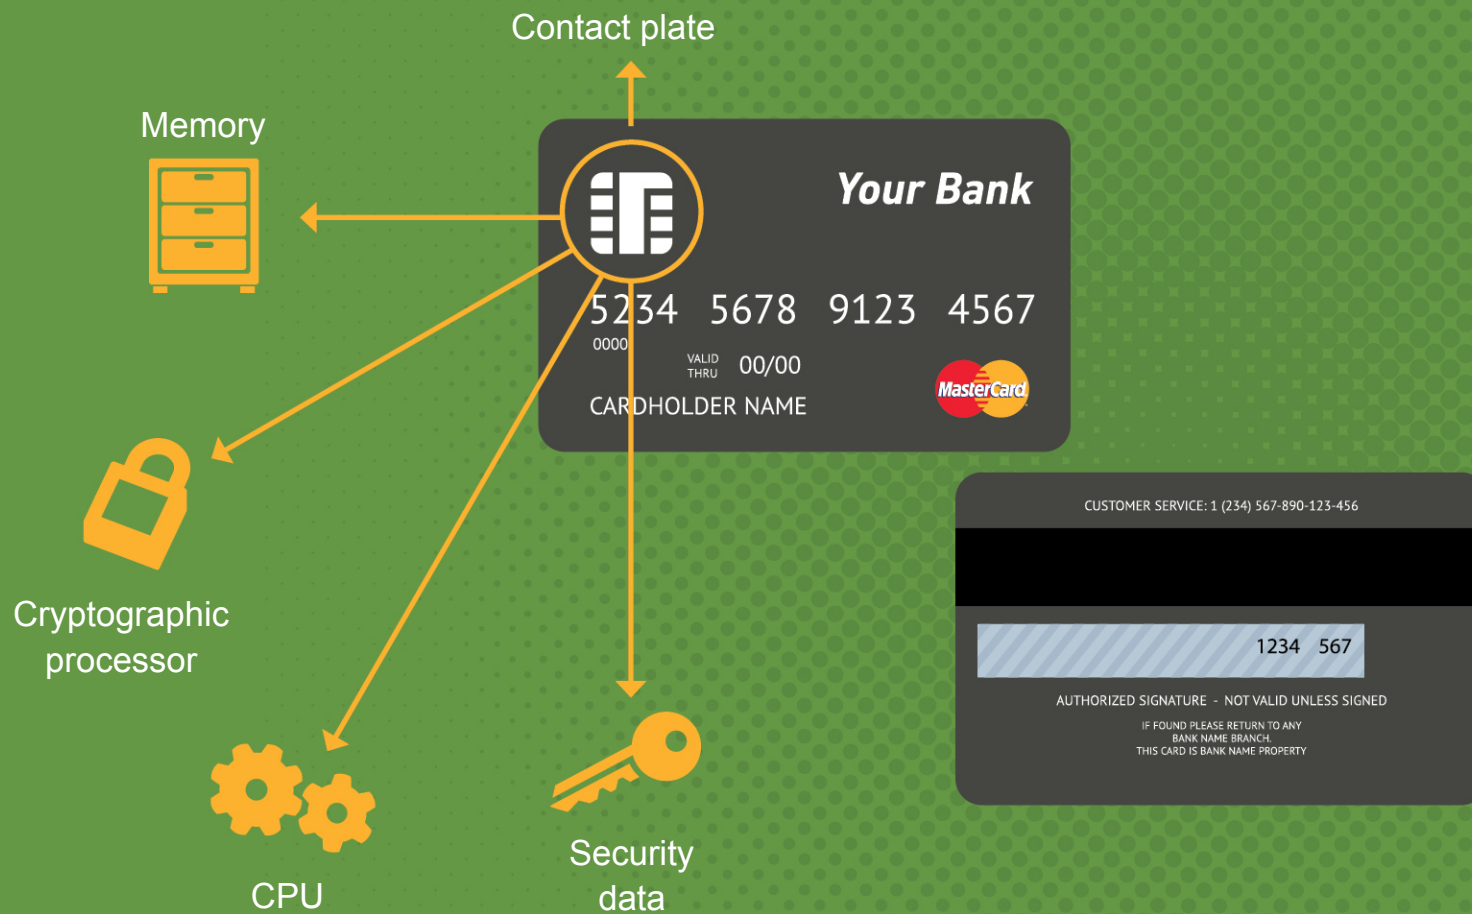 Contact plate
Memory
Your Bank
5234 5678 9123 4567
0000
VALID
THRU
00/00
CARDHOLDER NAME
MasterCard
CUSTOMER SERVICE: 1 (234) 567-890-123-456
1234 567
AUTHORIZED SIGNATURE - NOT VALID UNLESS SIGNED
IF FOUND PLEASE RETURN TO ANY
BANK NAME BRANCH.
THIS CARD IS BANK NAME PROPERTY
Cryptographic
processor
CPU
Security
data